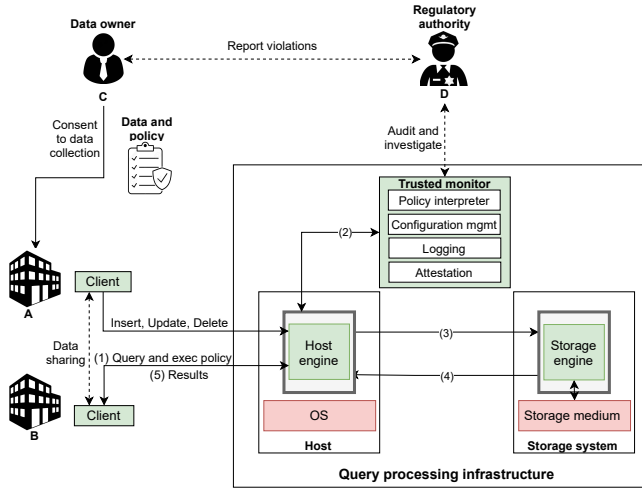 Data owner
Regulatory
authority
Report violations
C
D
Consent
to data
collection
Data and
policy
Audit and
investigate
Trusted monitor
Policy interpreter
Configuration mgmt
Logging
Attestation
(2)
A
Client
Insert, Update, Delete
Data
sharing
(1) Query and exec policy
(5) Results
B
Client
Host
engine
(3)
(4)
Storage
engine
OS
Storage medium
Host
Storage system
Query processing infrastructure